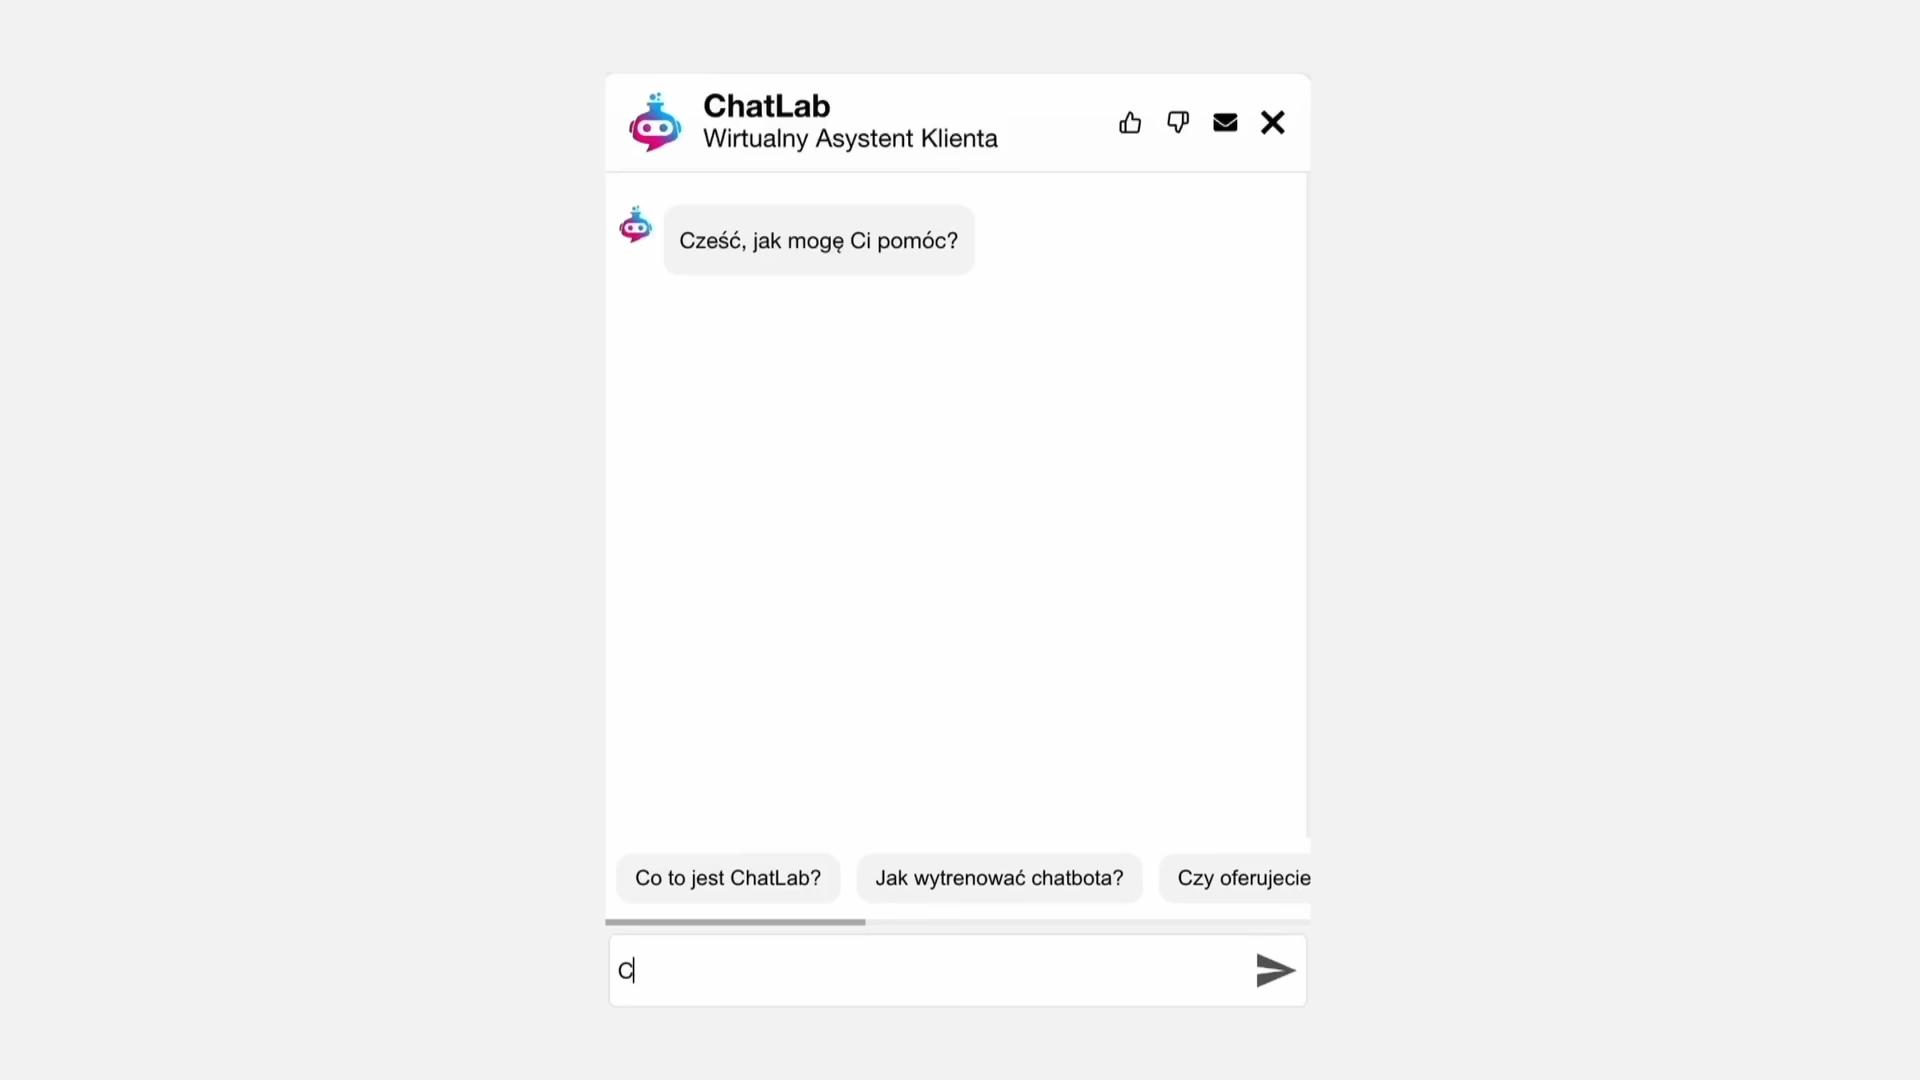 ChatLab
Wirtualny Asystent Klienta
Cześć, jak mogę Ci pomóc?
Co to jest ChatLab?
Jak wytrenować chatbota?
Czy oferujecie
C